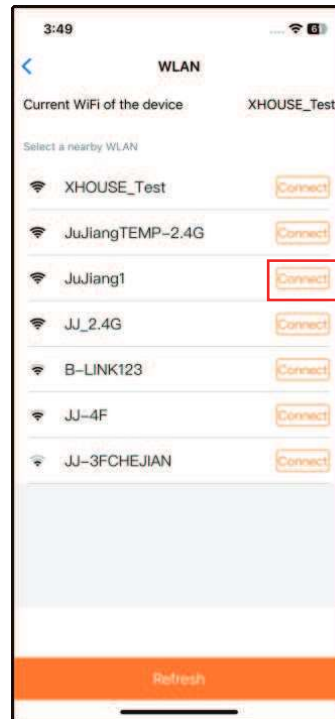 3:49
WLAN
Current WiFi of the device XHOUSE_Test
Select a nearby WLAN
XHOUSE_Test Connect
JuJiangTEMP-2.4G Connect
JuJiang1 Connect
JJ_2.4G Connect
B-LINK123 Connect
JJ-4F Connect
JJ-3FCHEJIAN Connect
Refresh